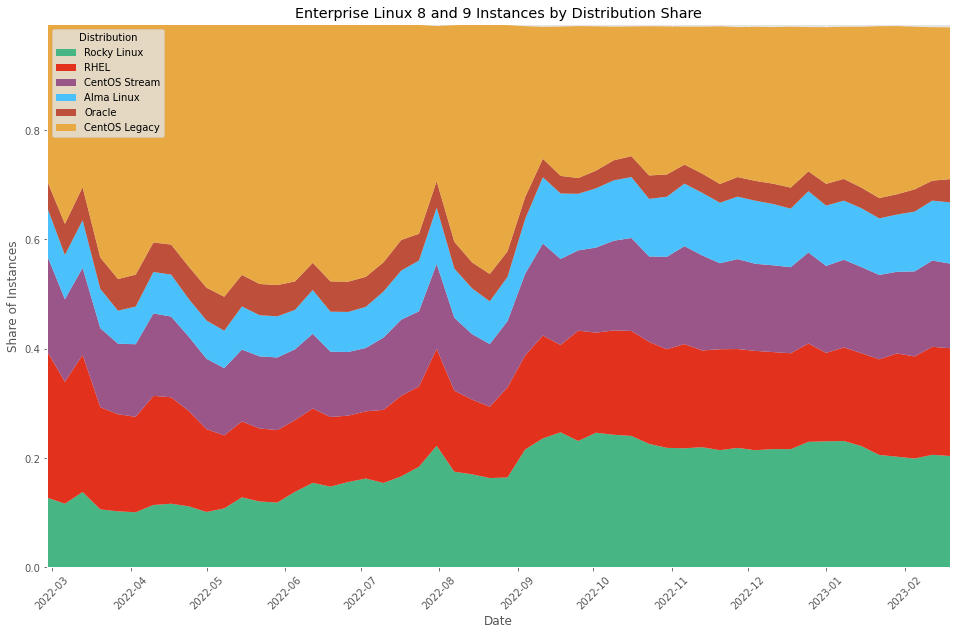 Enterprise Linux 8 and 9 Instances by Distribution Share
Distribution
Rocky Linux
RHEL
CentOS Stream
Alma Linux
Oracle
CentOS Legacy
Share of Instances
0.8
0.6
0.4
0.2
0.0
2022-03
2022-04
2022-05
2022-06
2022-07
2022-08
2022-09
2022-10
2022-11
2022-12
2023-01
2023-02
Date